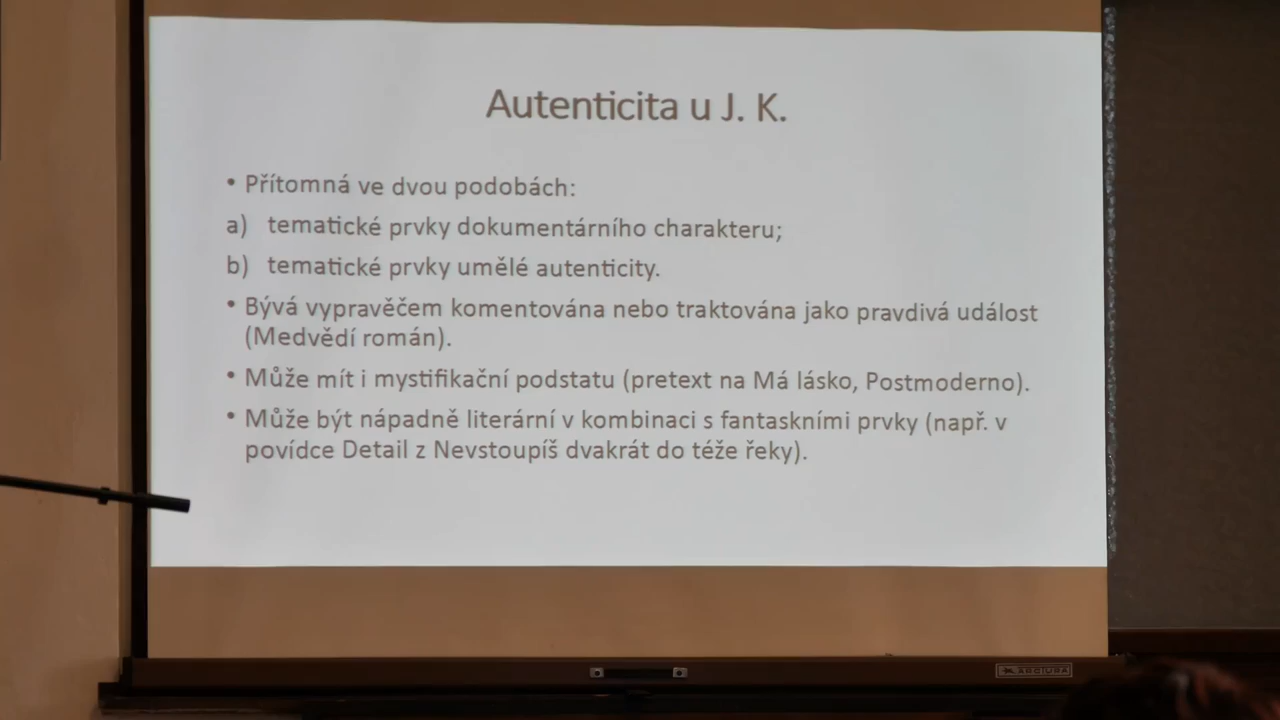 Autenticita u J. K.
• Přítomná ve dvou podobách:
a) tematické prvky dokumentárního charakteru;
b) tematické prvky umělé autenticity.
• Bývá vypravěčem komentována nebo traktována jako pravdivá událost
(Medvědí román).
• Může mít i mystifikační podstatu (pretext na Má lásko, Postmoderno).
• Může být nápadně literární v kombinaci s fantaskními prvky (např. v
povídce Detail z Nevstoupíš dvakrát do téže řeky).